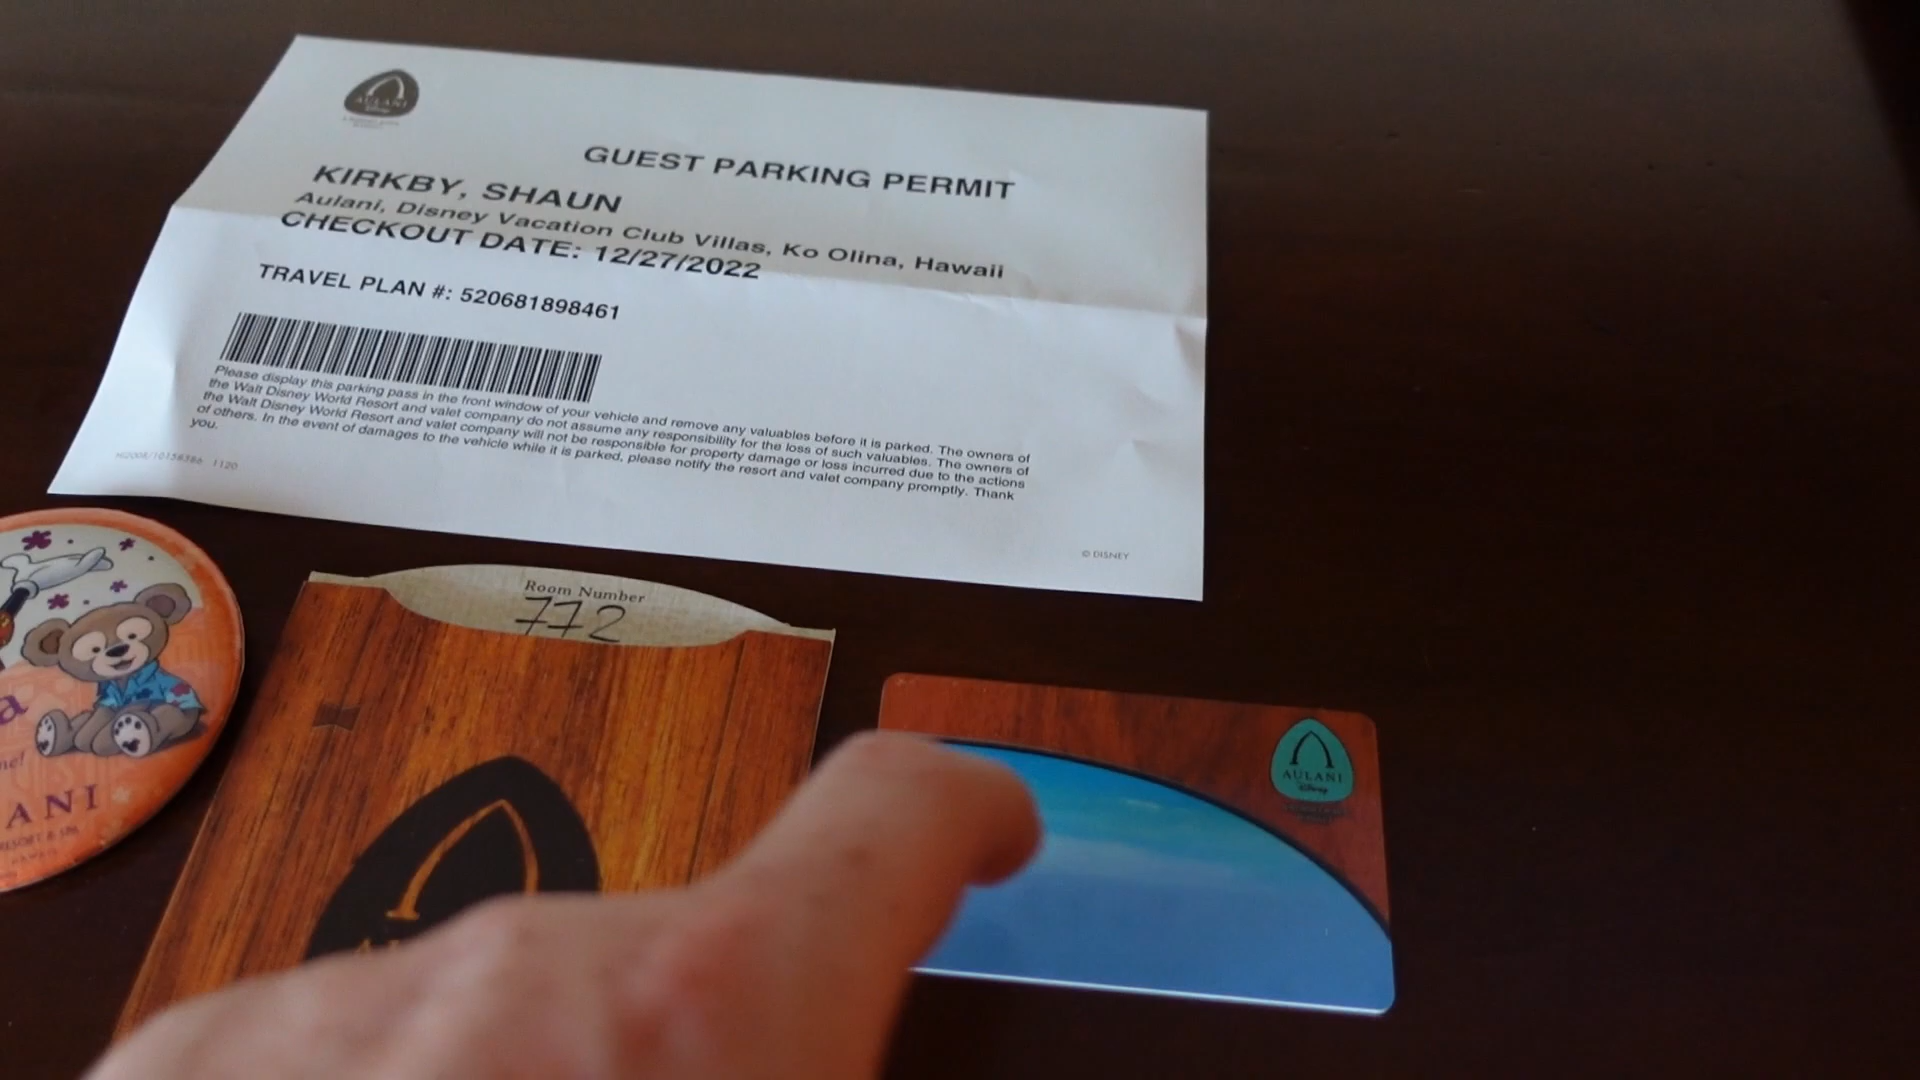 AULANI
Disney
GUEST PARKING PERMIT
KIRKBY, SHAUN
Aulani, Disney Vacation Club Villas, Ko Olina, Hawaii
CHECKOUT DATE: 12/27/2022
TRAVEL PLAN #: 520681898461
Please display this parking pass in the front window of your vehicle and remove any valuables before it is parked. The owners of
the Walt Disney World Resort and valet company do not assume any responsibility for the loss of such valuables. The owners of
the Walt Disney World Resort and valet company will not be responsible for property damage or loss incurred due to the actions
of others. In the event of damages to the vehicle while it is parked, please notify the resort and valet company promptly. Thank
you.
1120
© DISNEY
Room Number
772
a
me!
ANI
RESORT & SPA
AULANI
Disney